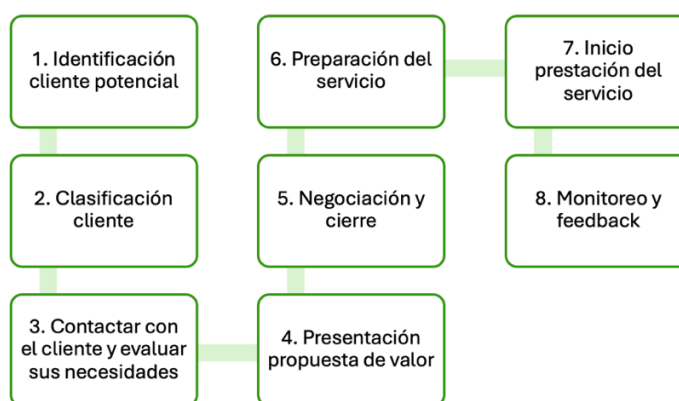 1. Identificación
cliente potencial
2. Clasificación
cliente
3. Contactar con
el cliente y evaluar
sus necesidades
4. Presentación
propuesta de valor
5. Negociación y
cierre
6. Preparación del
servicio
7. Inicio
prestación del
servicio
8. Monitoreo y
feedback